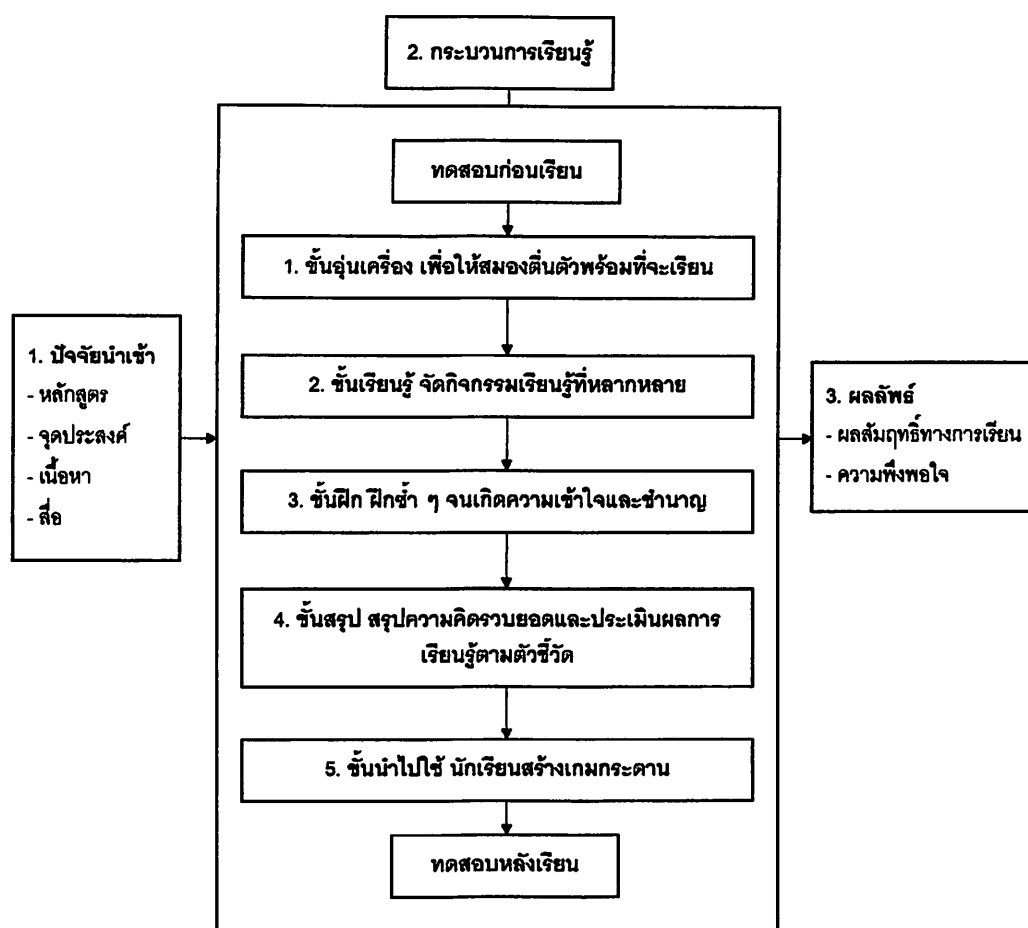 2. กระบวนการเรียนรู้
ทดสอบก่อนเรียน
1. ขั้นอุ่นเครื่อง เพื่อให้สมองตื่นตัวพร้อมที่จะเรียน
1. ปัจจัยนำเข้า
- หลักสูตร
- จุดประสงค์
- เนื้อหา
- สื่อ
2. ขั้นเรียนรู้ จัดกิจกรรมเรียนรู้ที่หลากหลาย
3. ขั้นฝึก ฝึกซ้ำ ๆ จนเกิดความเข้าใจและชำนาญ
4. ขั้นสรุป สรุปความคิดรวบยอดและประเมินผลการ
เรียนรู้ตามตัวชี้วัด
5. ขั้นนำไปใช้ นักเรียนสร้างเกมกระดาน
ทดสอบหลังเรียน
3. ผลลัพธ์
- ผลสัมฤทธิ์ทางการเรียน
- ความพึงพอใจ